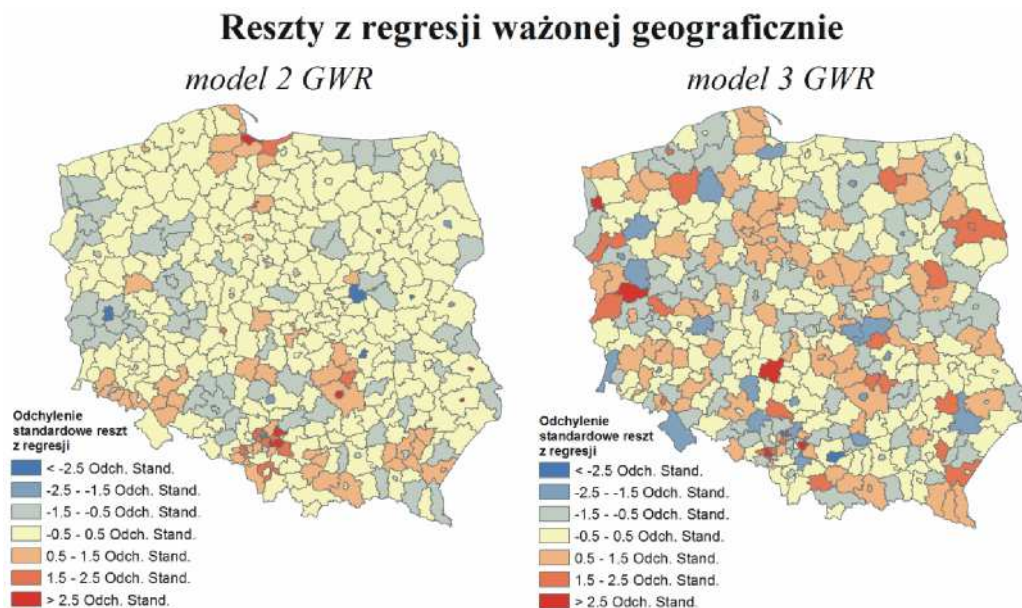 Reszty z regresji ważonej geograficznie
model 2 GWR
model 3 GWR
Odchylenie
standardowe reszt
z regresji
< -2.5 Odch. Stand.
-2.5 - -1.5 Odch. Stand.
-1.5 - -0.5 Odch. Stand.
-0.5 - 0.5 Odch. Stand.
0.5 - 1.5 Odch. Stand.
1.5 - 2.5 Odch. Stand.
> 2.5 Odch. Stand.
Odchylenie
standardowe reszt
z regresji
< -2.5 Odch. Stand.
-2.5 - -1.5 Odch. Stand.
-1.5 - -0.5 Odch. Stand.
-0.5 - 0.5 Odch. Stand.
0.5 - 1.5 Odch. Stand.
1.5 - 2.5 Odch. Stand.
> 2.5 Odch. Stand.